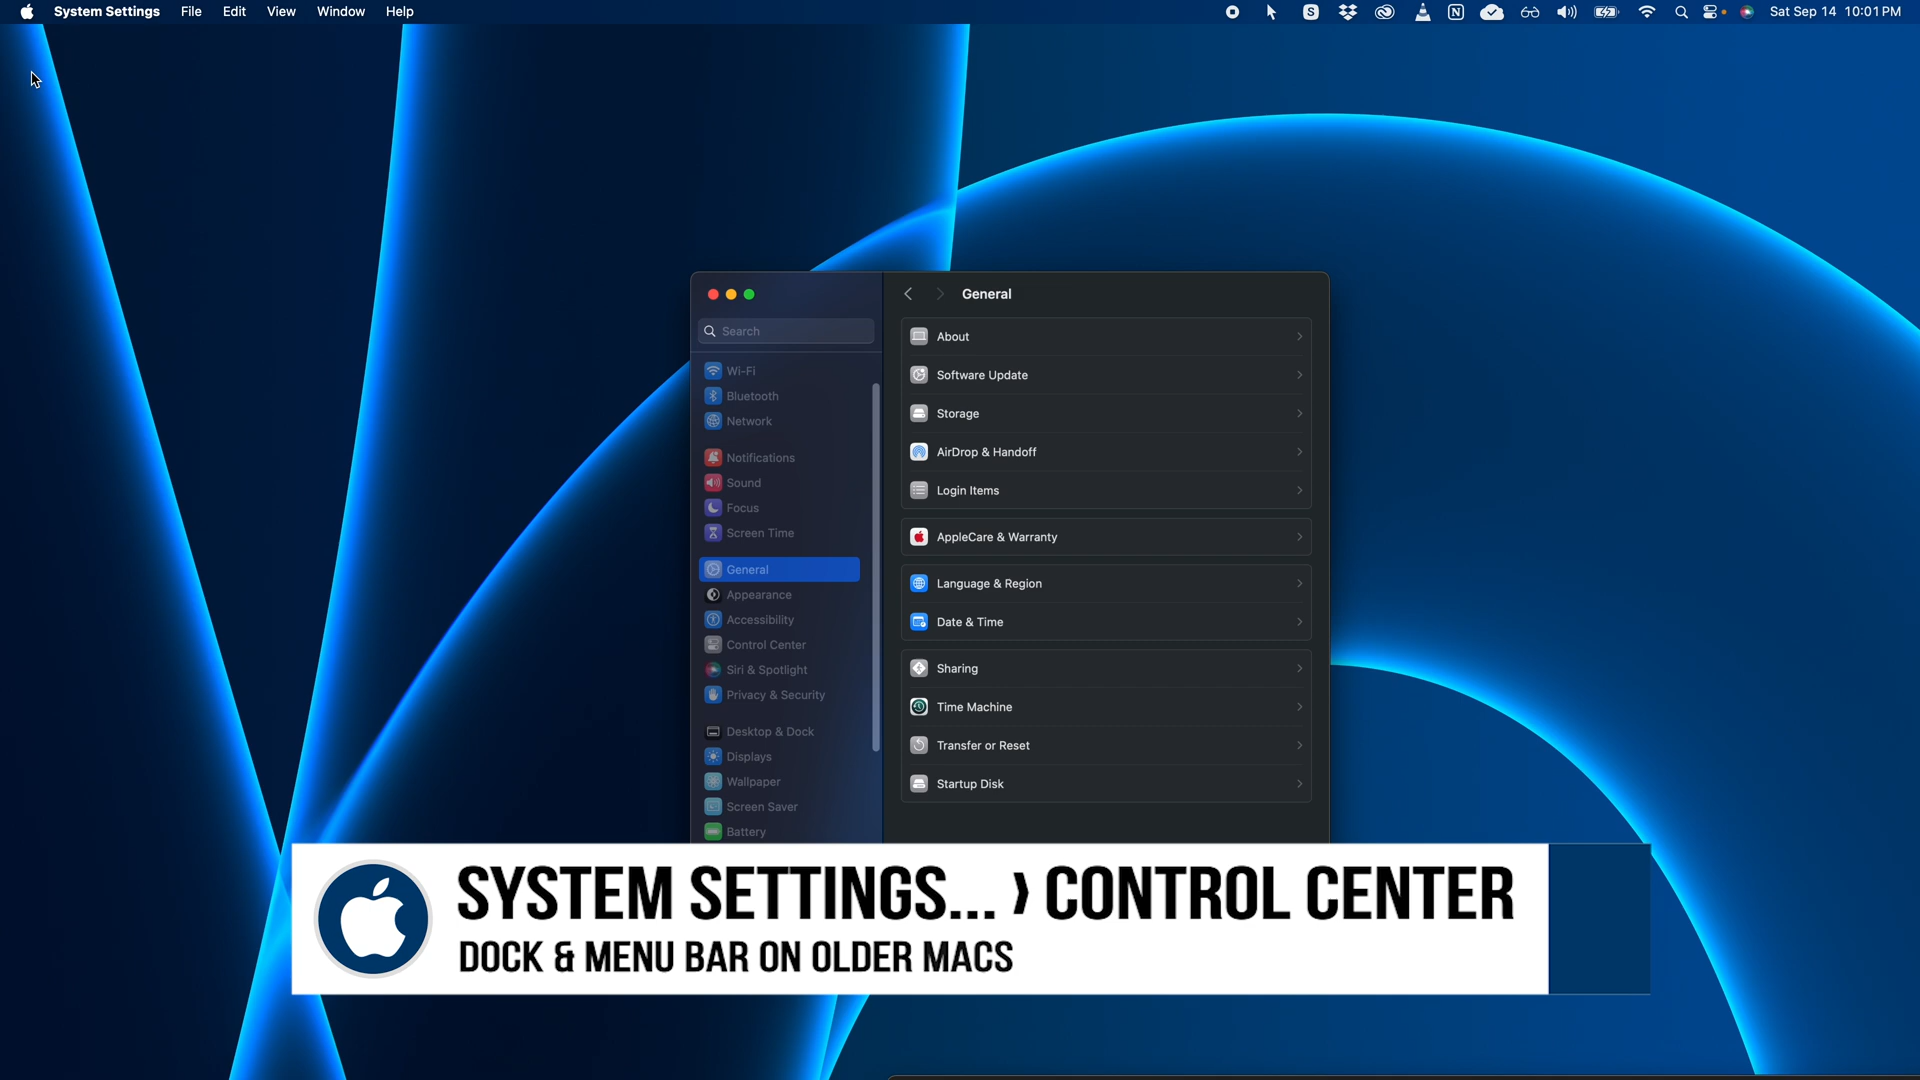 System Settings File Edit View Window Help
S N Sat Sep 14 10:01 PM
General
Search
Wi-Fi
Bluetooth
Network
Notifications
Sound
Focus
Screen Time
General
Appearance
Accessibility
Control Center
Siri & Spotlight
Privacy & Security
Desktop & Dock
Displays
Wallpaper
Screen Saver
Battery
About
Software Update
Storage
AirDrop & Handoff
Login Items
AppleCare & Warranty
Language & Region
Date & Time
Sharing
Time Machine
Transfer or Reset
Startup Disk
SYSTEM SETTINGS... › CONTROL CENTER
DOCK & MENU BAR ON OLDER MACS